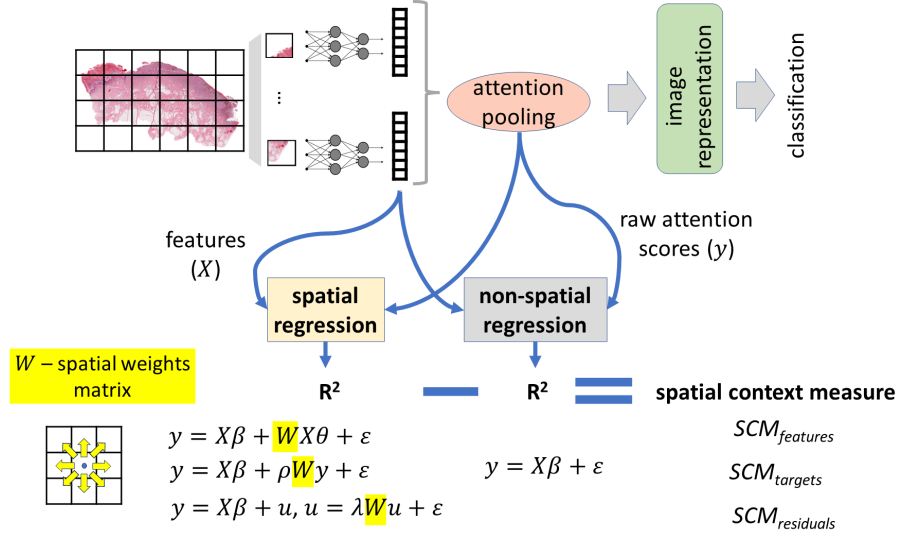 ...
attention
pooling
image
representation
classification
features
(X)
raw attention
scores (y)
spatial
regression
non-spatial
regression
W – spatial weights
matrix
R²
R²
spatial context measure
y = Xβ + WXθ + ε
y = Xβ + ρWy + ε
y = Xβ + u, u = λWu + ε
y = Xβ + ε
SCM_features
SCM_targets
SCM_residuals